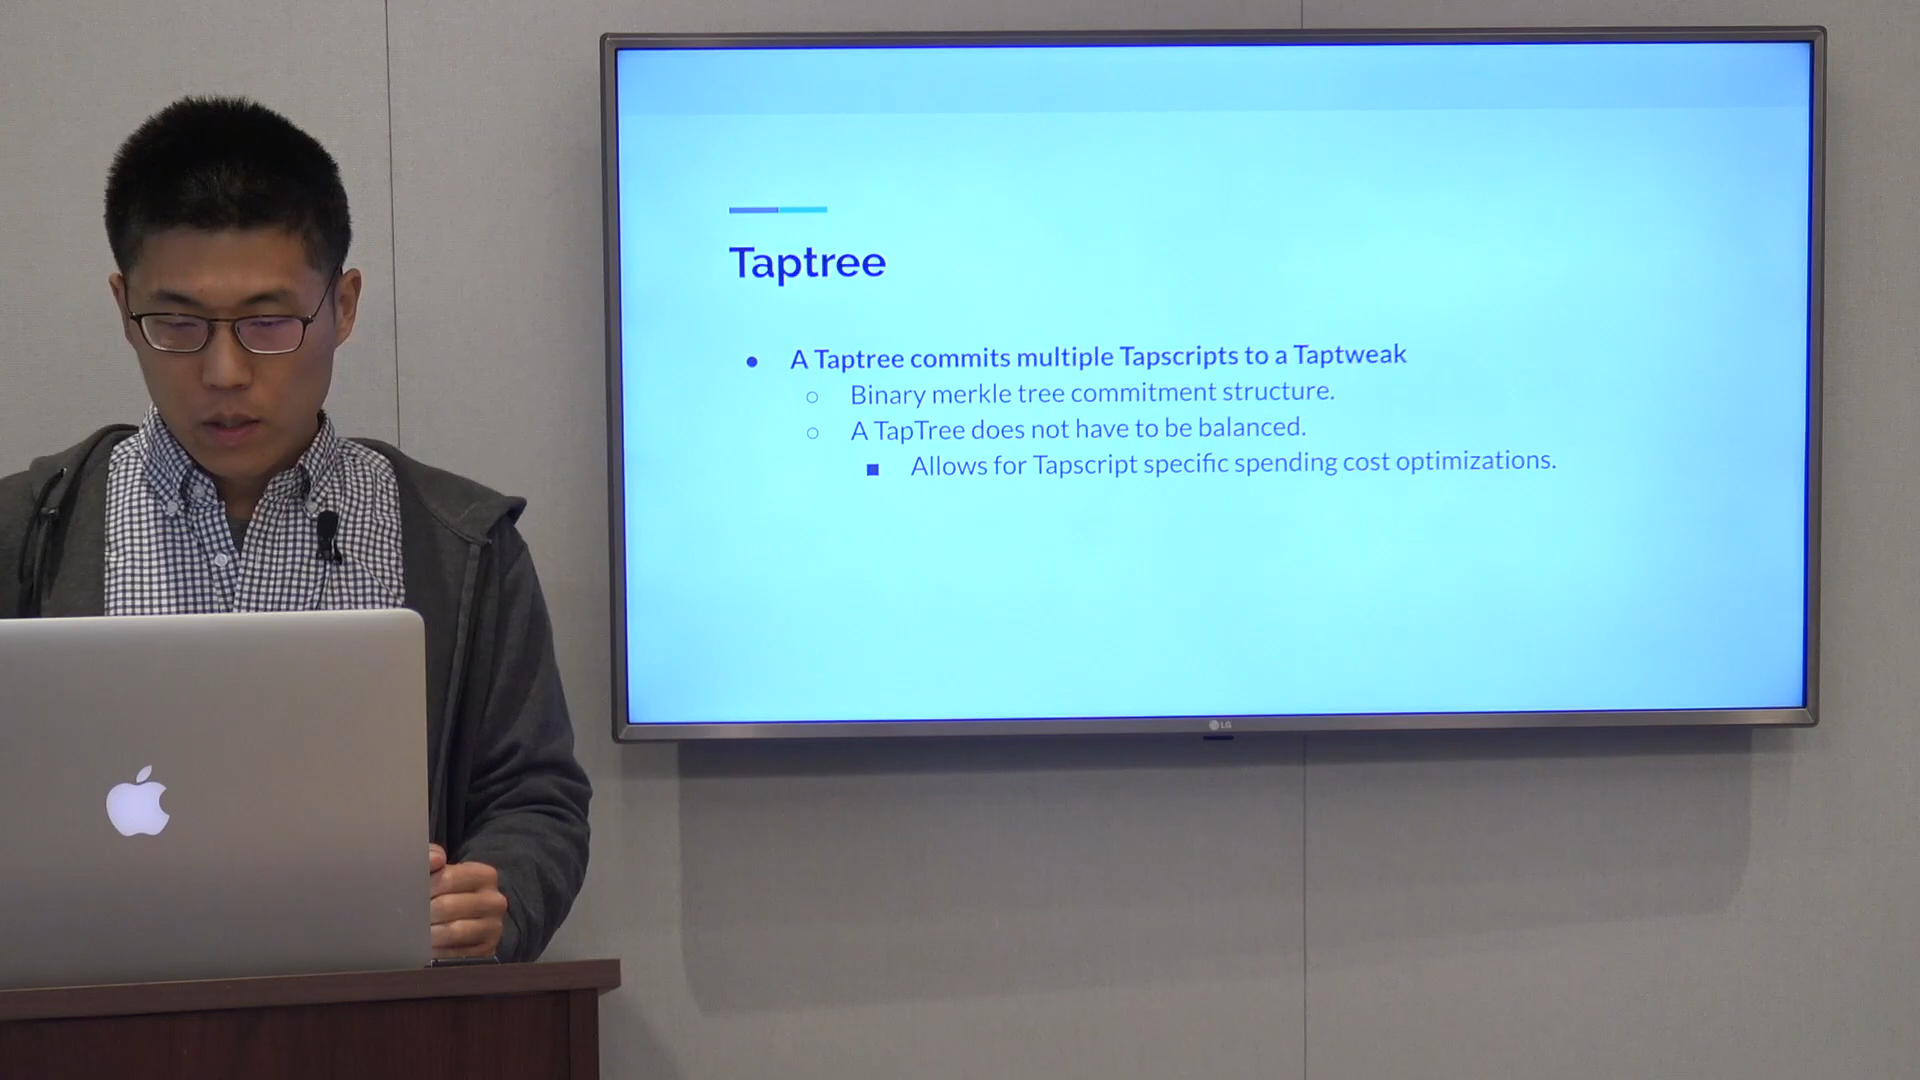 Taptree
A Taptree commits multiple Tapscripts to a Taptweak
Binary merkle tree commitment structure.
A TapTree does not have to be balanced.
Allows for Tapscript specific spending cost optimizations.
LG